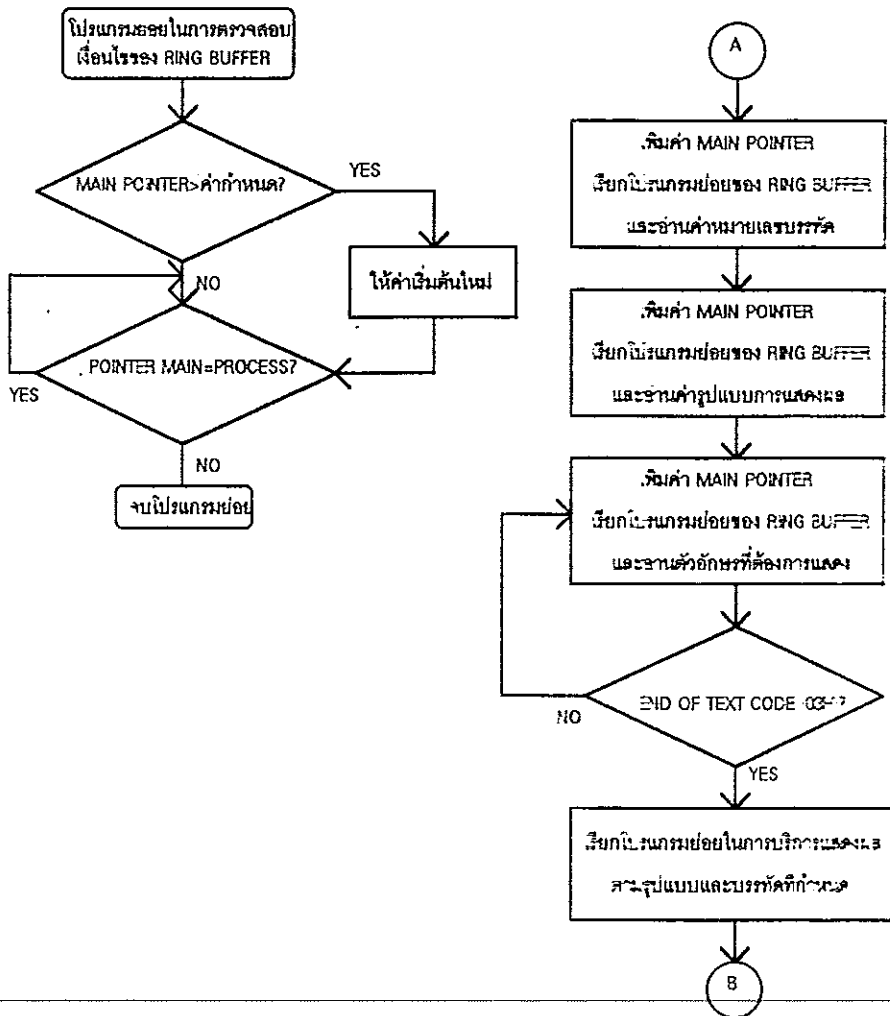 โปรแกรมย่อยในการตรวจสอบ
เงื่อนไขของ RING BUFFER
MAIN POINTER>ค่ากำหนด?
YES
NO
ให้ค่าเริ่มต้นใหม่
POINTER MAIN=PROCESS?
YES
NO
จบโปรแกรมย่อย
A
เพิ่มค่า MAIN POINTER
เรียกโปรแกรมย่อยของ RING BUFFER
และอ่านค่าหมายเลขบรรทัด
เพิ่มค่า MAIN POINTER
เรียกโปรแกรมย่อยของ RING BUFFER
และอ่านค่ารูปแบบการแสดงผล
เพิ่มค่า MAIN POINTER
เรียกโปรแกรมย่อยของ RING BUFFER
และอ่านตัวอักษรที่ต้องการแสดง
END OF TEXT CODE
NO
YES
เรียกโปรแกรมย่อยในการบริการแสดงผล
ตามรูปแบบและบรรทัดที่กำหนด
B